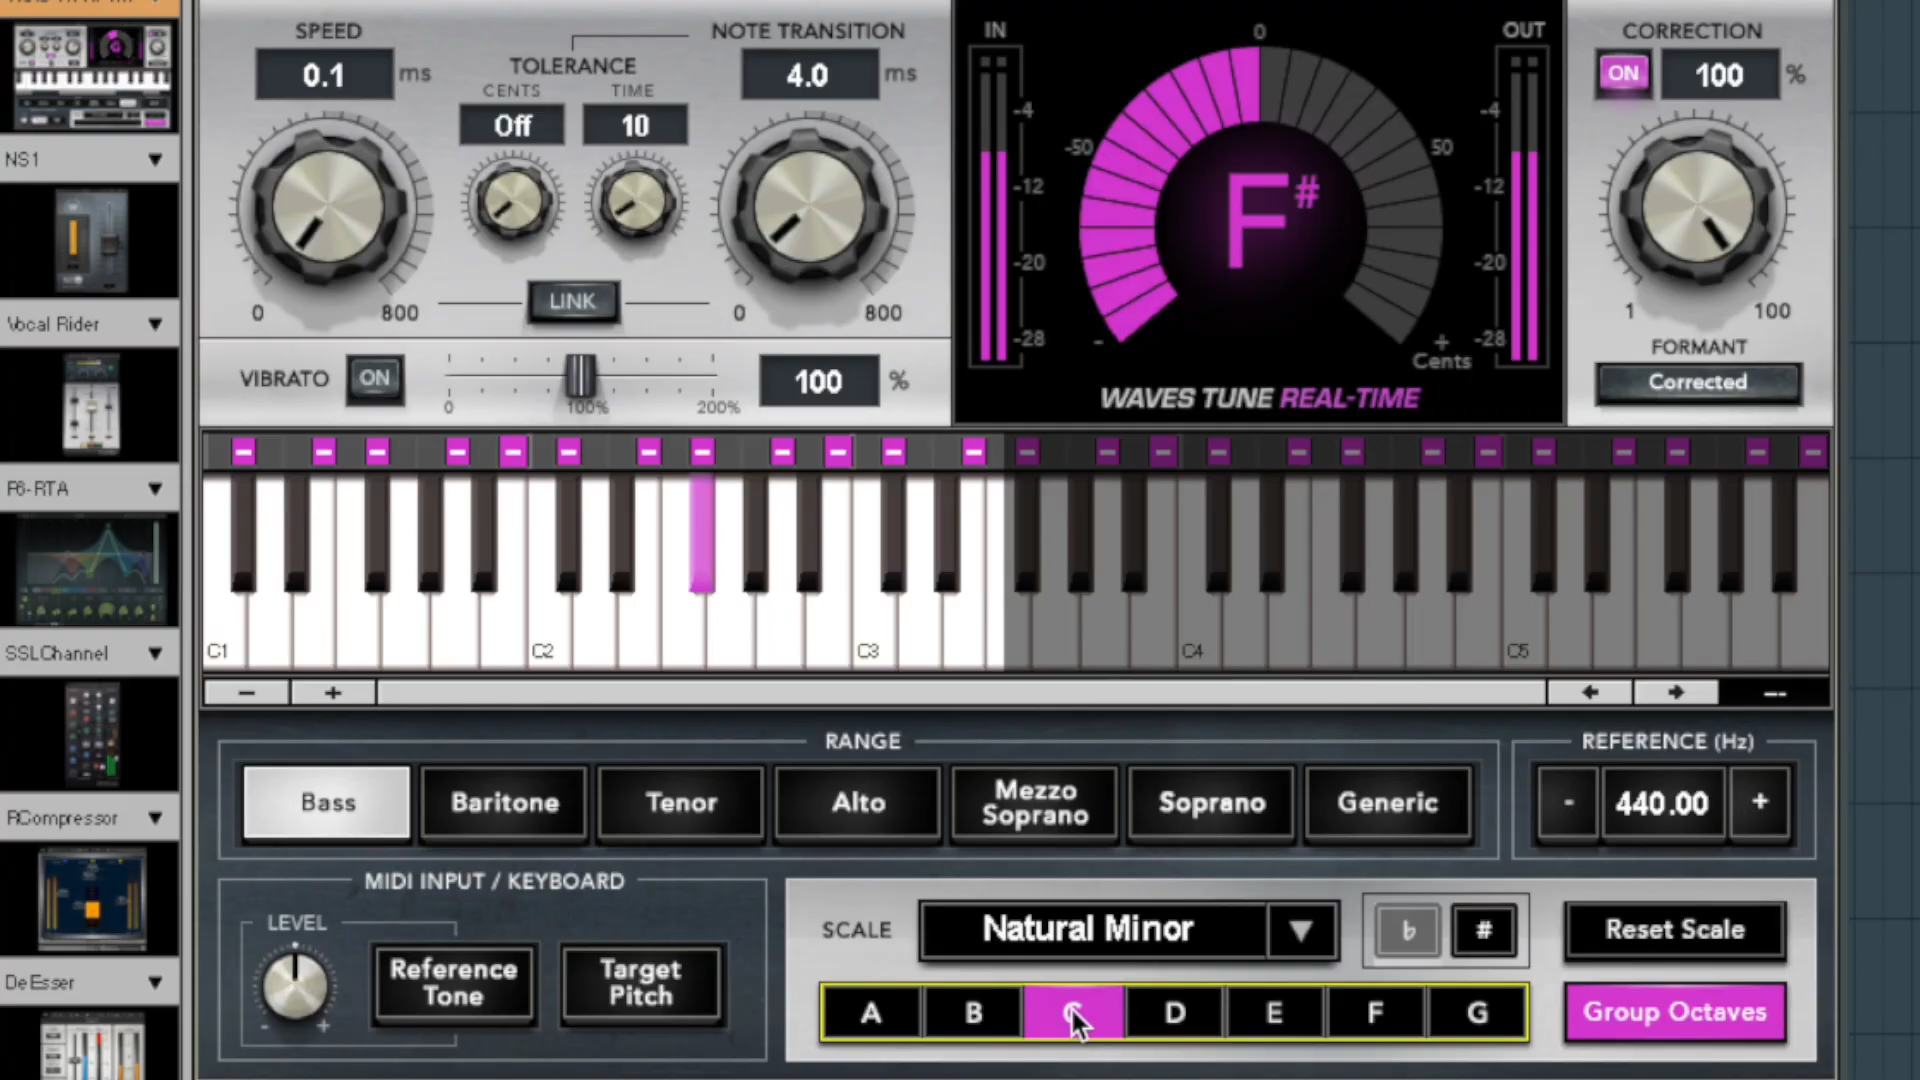 SPEED
0.1 ms
TOLERANCE
CENTS
TIME
Off
10
NOTE TRANSITION
4.0 ms
0
800
LINK
0
800
VIBRATO
ON
0
100%
200%
100 %
IN
-4
-12
-20
-28
0
-50
50
F#
-
+
Cents
WAVES TUNE REAL-TIME
OUT
-4
-12
-20
-28
CORRECTION
ON
100 %
1
100
FORMANT
Corrected
NS1
Vocal Rider
F6-RTA
SSLChannel
RCompressor
DeEsser
C1
C2
C3
C4
C5
-
+
--
RANGE
Bass
Baritone
Tenor
Alto
Mezzo
Soprano
Soprano
Generic
REFERENCE (Hz)
-
440.00
+
MIDI INPUT / KEYBOARD
LEVEL
- +
Reference
Tone
Target
Pitch
SCALE
Natural Minor
b
#
Reset Scale
A B C D E F G
Group Octaves